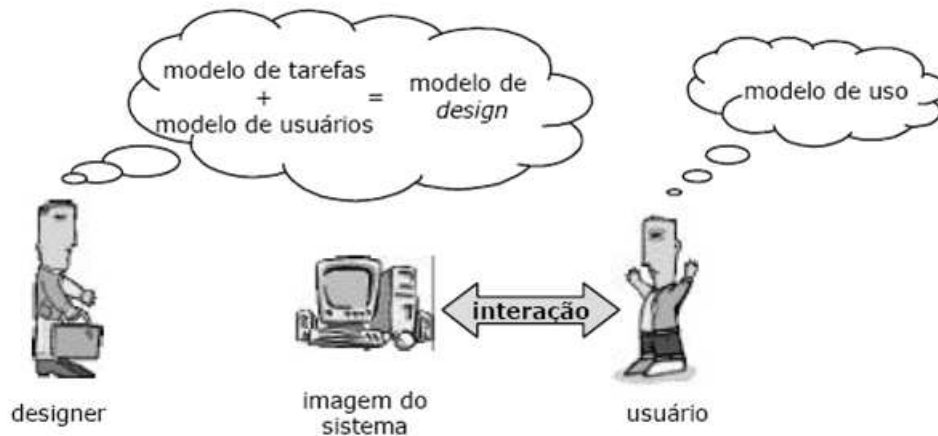 modelo de tarefas
+
modelo de usuários
=
modelo de
design
modelo de uso
interação
designer
imagem do
sistema
usuário